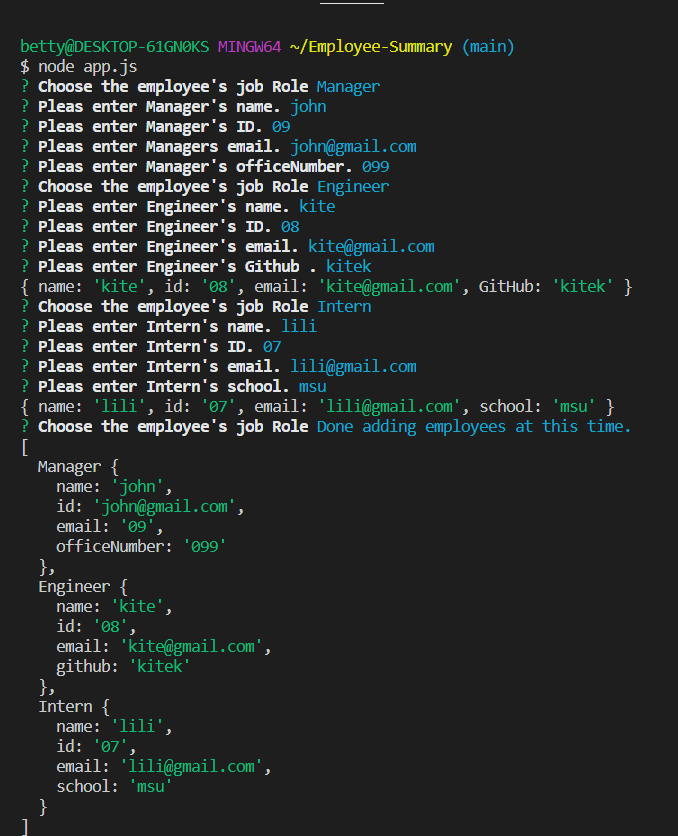 betty@DESKTOP-61GN0KS MINGW64 ~/Employee-Summary (main)
$ node app.js
? Choose the employee's job Role Manager
? Pleas enter Manager's name. john
? Pleas enter Manager's ID. 09
? Pleas enter Managers email. john@gmail.com
? Pleas enter Manager's officeNumber. 099
? Choose the employee's job Role Engineer
? Pleas enter Engineer's name. kite
? Pleas enter Engineer's ID. 08
? Pleas enter Engineer's email. kite@gmail.com
? Pleas enter Engineer's Github . kitek
{ name: 'kite', id: '08', email: 'kite@gmail.com', GitHub: 'kitek' }
? Choose the employee's job Role Intern
? Pleas enter Intern's name. lili
? Pleas enter Intern's ID. 07
? Pleas enter Intern's email. lili@gmail.com
? Pleas enter Intern's school. msu
{ name: 'lili', id: '07', email: 'lili@gmail.com', school: 'msu' }
? Choose the employee's job Role Done adding employees at this time.
[
  Manager {
    name: 'john',
    id: 'john@gmail.com',
    email: '09',
    officeNumber: '099'
  },
  Engineer {
    name: 'kite',
    id: '08',
    email: 'kite@gmail.com',
    github: 'kitek'
  },
  Intern {
    name: 'lili',
    id: '07',
    email: 'lili@gmail.com',
    school: 'msu'
  }
]